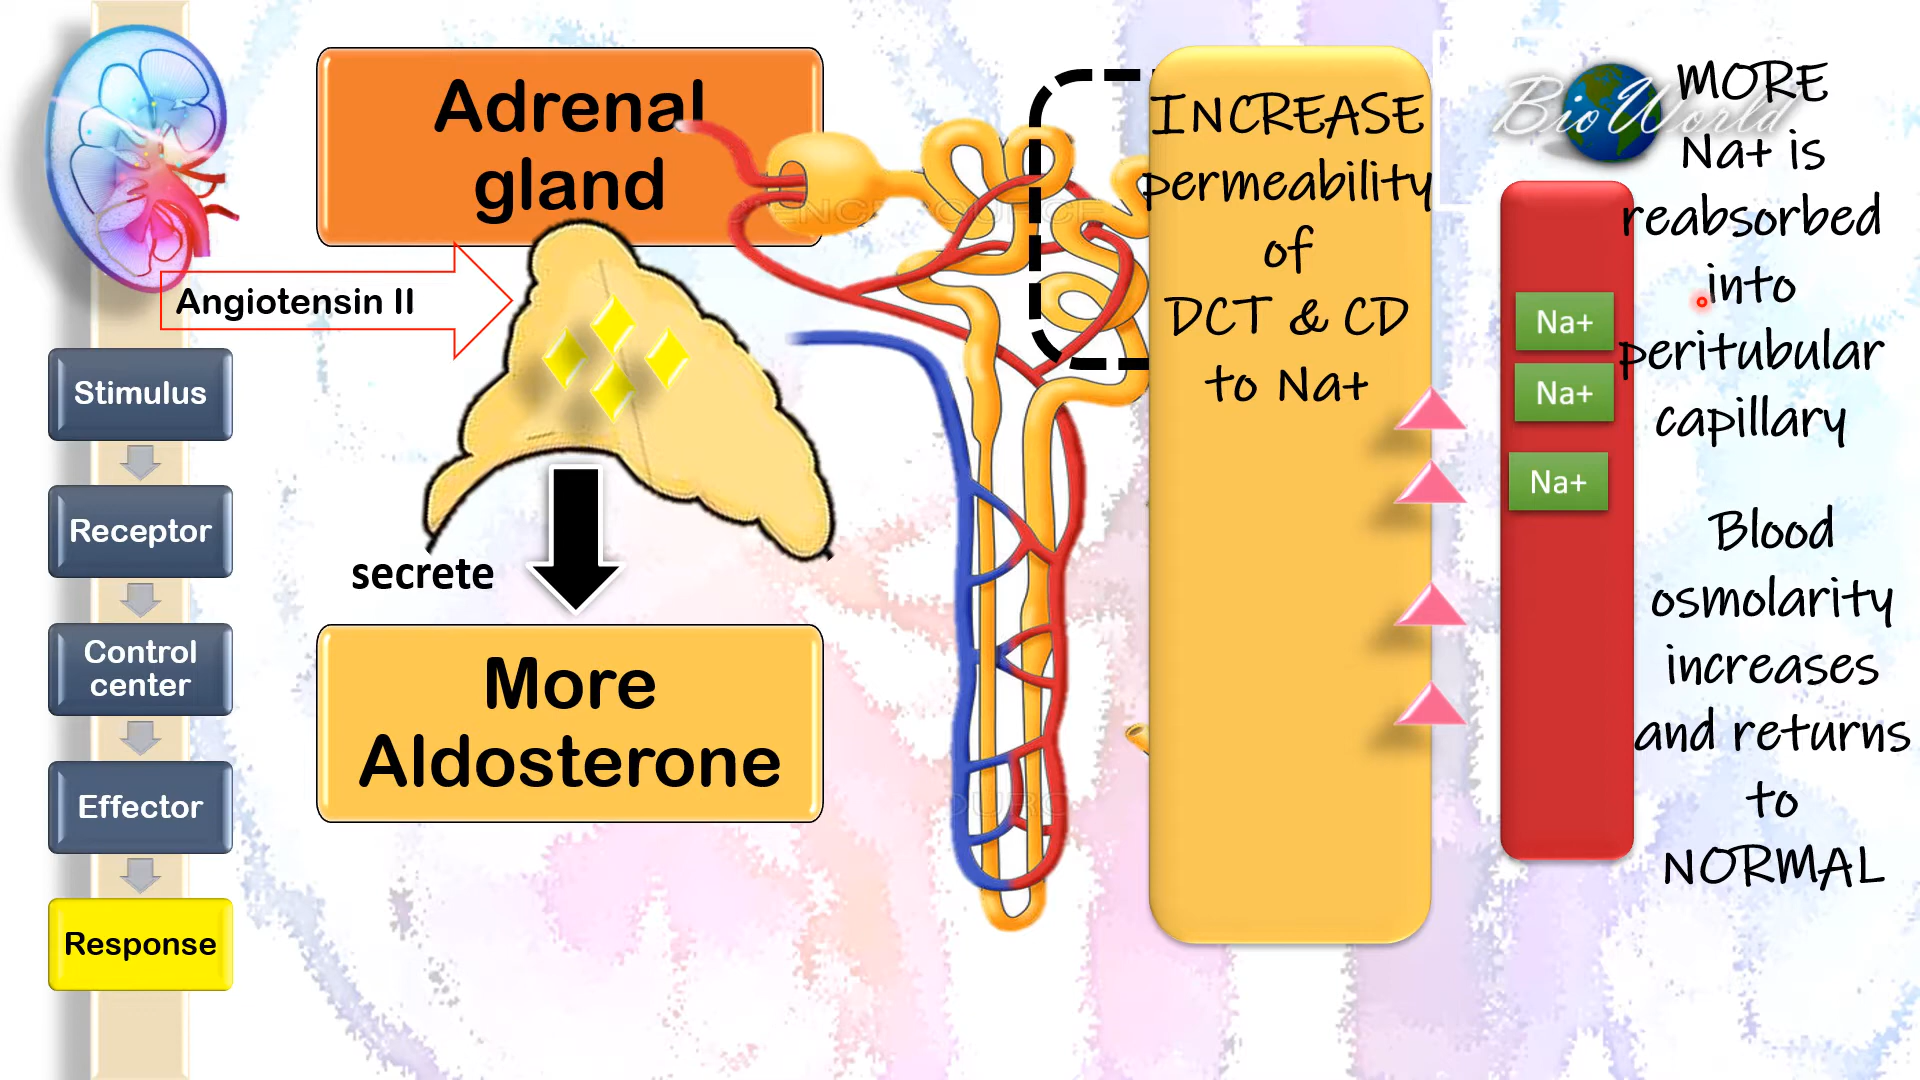 Adrenal
gland
Angiotensin II
secrete
More
Aldosterone
Stimulus
Receptor
Control
center
Effector
Response
INCREASE
permeability
of
DCT & CD
to Na+
BioWorld
Na+
Na+
Na+
MORE
Na+ is
reabsorbed
into
peritubular
capillary
Blood
osmolarity
increases
and returns
to
NORMAL